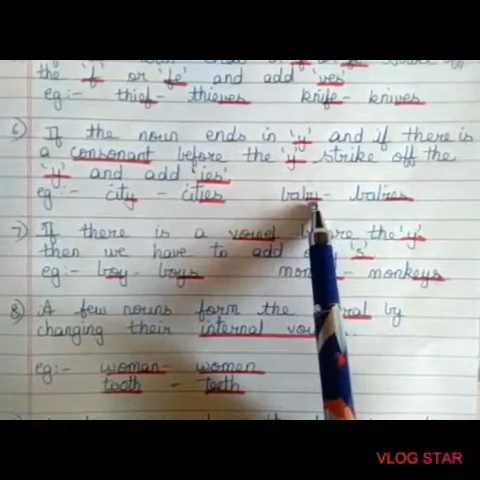 the 'f' or 'fe' and add 'ves'
eg:- thief - thieves knife - knives
6) If the noun ends in 'y' and if there is
a consonant before the 'y' strike off the
'y' and add 'ies'
eg:- city - cities baby - babies
7) If there is a vowel the 'y'
then we have to add 's'.
eg:- boy - boys monkeys
8) A few nouns form the by
changing their internal
eg:- woman - women
tooth - teeth
VLOG STAR